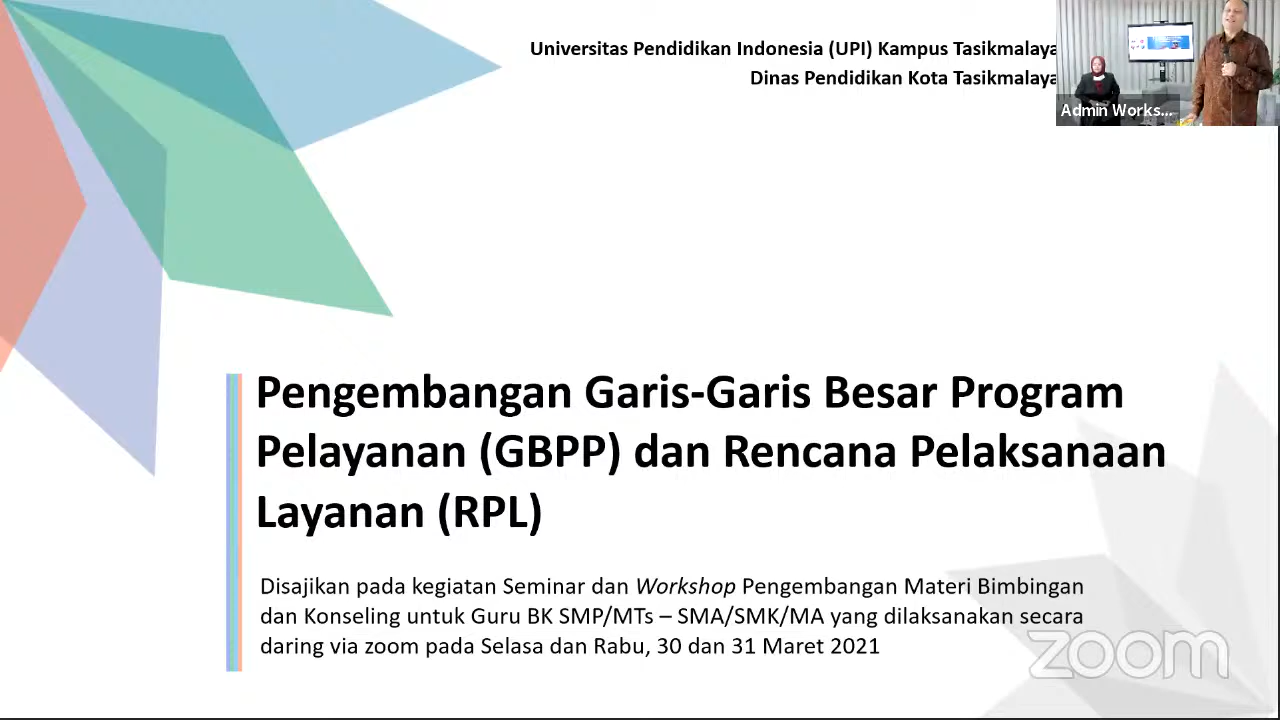 Universitas Pendidikan Indonesia (UPI) Kampus Tasikmalaya
Dinas Pendidikan Kota Tasikmalaya
Admin Works...
Pengembangan Garis-Garis Besar Program
Pelayanan (GBPP) dan Rencana Pelaksanaan
Layanan (RPL)
Disajikan pada kegiatan Seminar dan Workshop Pengembangan Materi Bimbingan
dan Konseling untuk Guru BK SMP/MTs – SMA/SMK/MA yang dilaksanakan secara
daring via zoom pada Selasa dan Rabu, 30 dan 31 Maret 2021
zoom